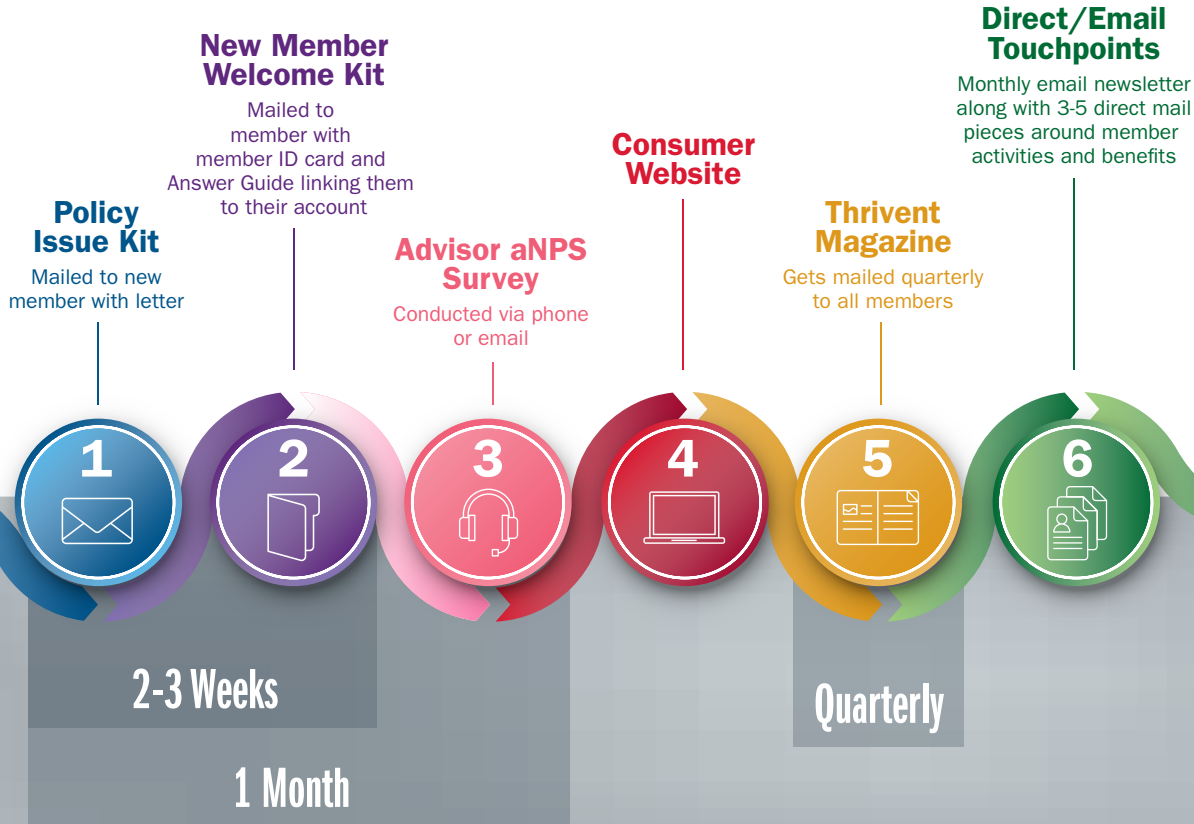 Policy
Issue Kit
Mailed to new
member with letter
New Member
Welcome Kit
Mailed to
member with
member ID card and
Answer Guide linking them
to their account
Advisor aNPS
Survey
Conducted via phone
or email
Consumer
Website
Thrivent
Magazine
Gets mailed quarterly
to all members
Direct/Email
Touchpoints
Monthly email newsletter
along with 3-5 direct mail
pieces around member
activities and benefits
1
2
3
4
5
6
2-3 Weeks
Quarterly
1 Month